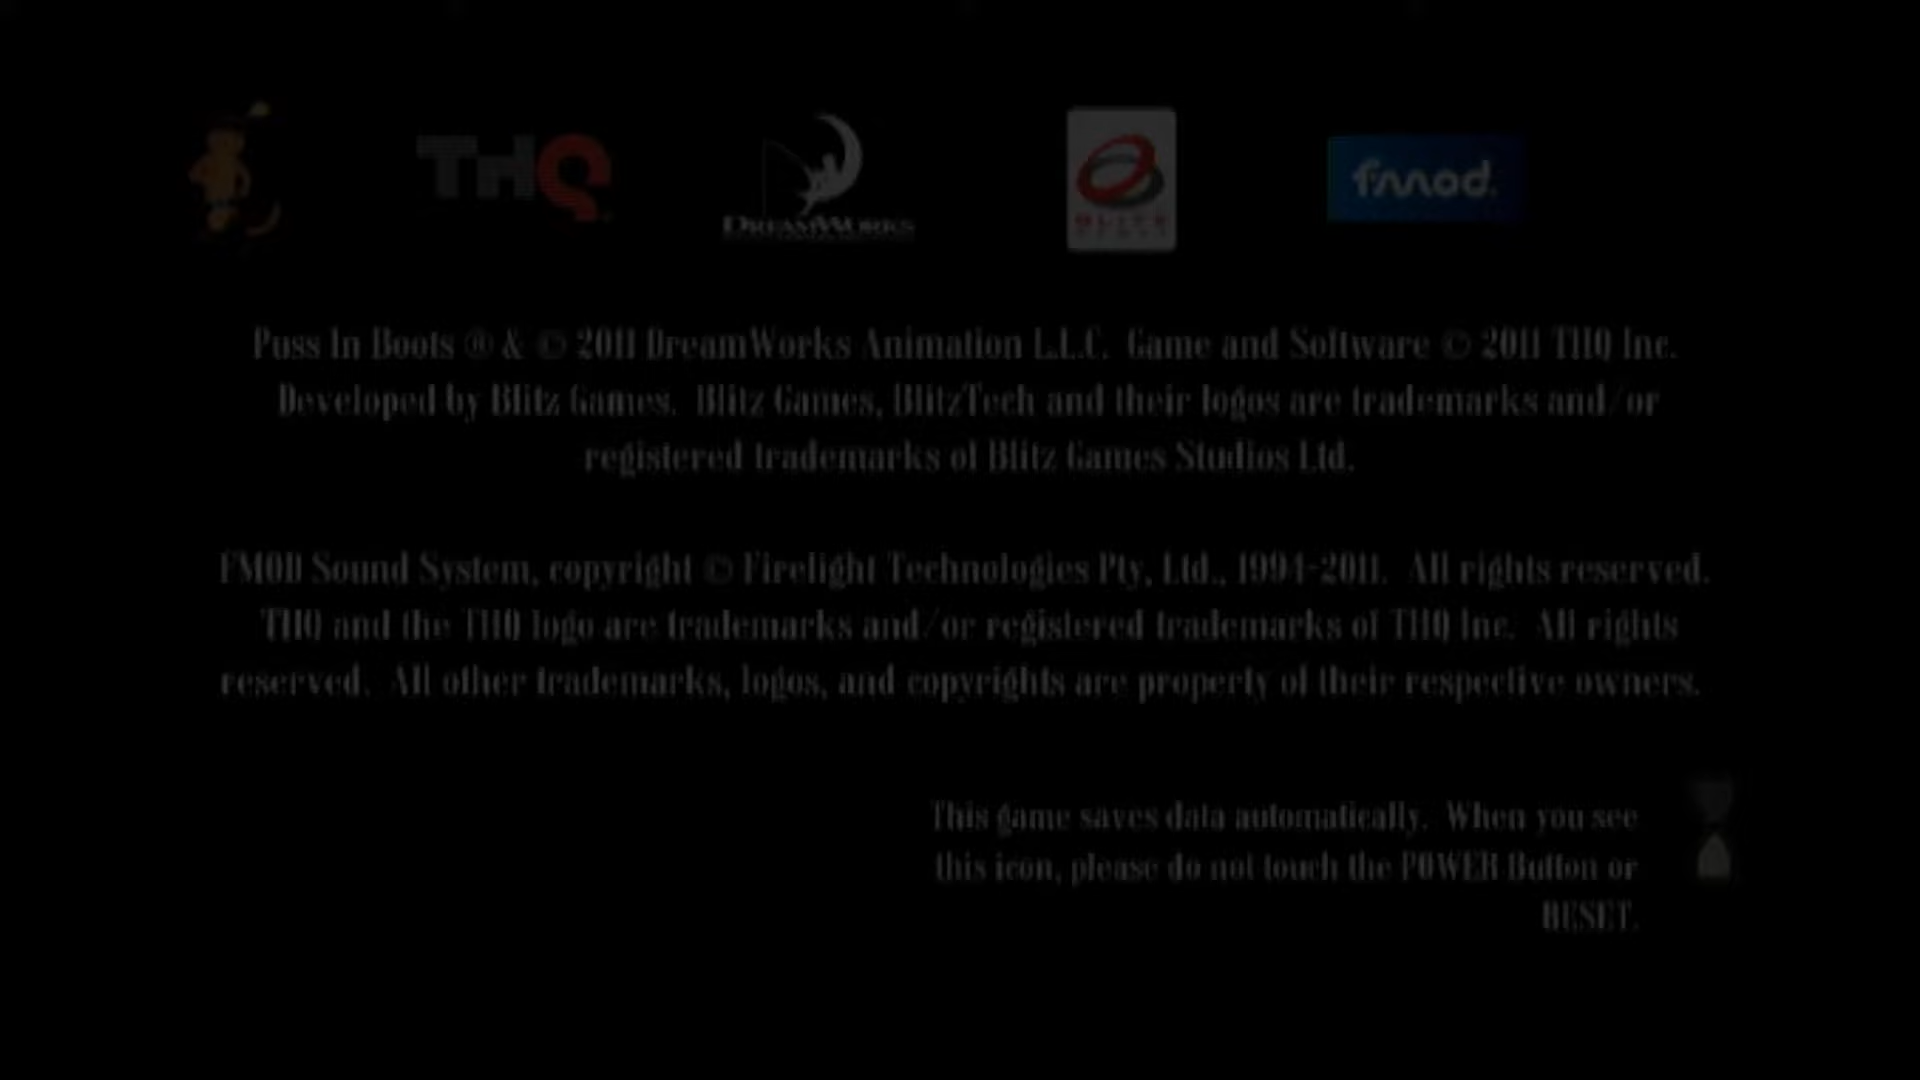 THQ
DREAMWORKS
BLITZ
GAMES
fmod.
Puss In Boots ® & © 2011 DreamWorks Animation L.L.C. Game and Software © 2011 THQ Inc.
Developed by Blitz Games. Blitz Games, BlitzTech and their logos are trademarks and/or
registered trademarks of Blitz Games Studios Ltd.
FMOD Sound System, copyright © Firelight Technologies Pty, Ltd., 1994-2011. All rights reserved.
THQ and the THQ logo are trademarks and/or registered trademarks of THQ Inc. All rights
reserved. All other trademarks, logos, and copyrights are property of their respective owners.
This game saves data automatically. When you see
this icon, please do not touch the POWER Button or
RESET.